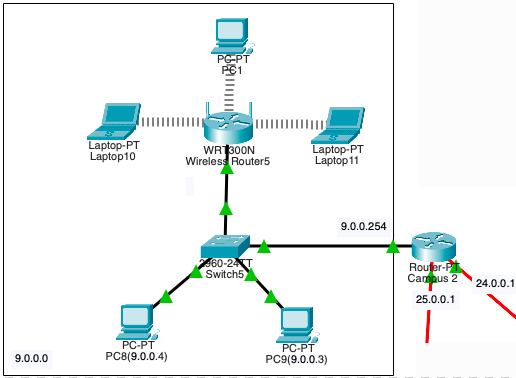 PC-PT
PC1
Laptop-PT
Laptop10
WRT300N
Wireless Router5
Laptop-PT
Laptop11
9.0.0.254
2960-24TT
Switch5
Router-PT
Campus 2
24.0.0.1
25.0.0.1
PC-PT
PC8(9.0.0.4)
PC-PT
PC9(9.0.0.3)
9.0.0.0